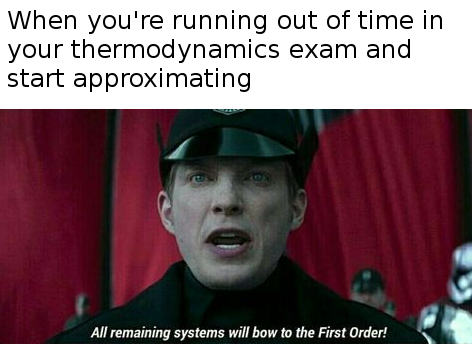 When you're running out of time in
your thermodynamics exam and
start approximating
All remaining systems will bow to the First Order!